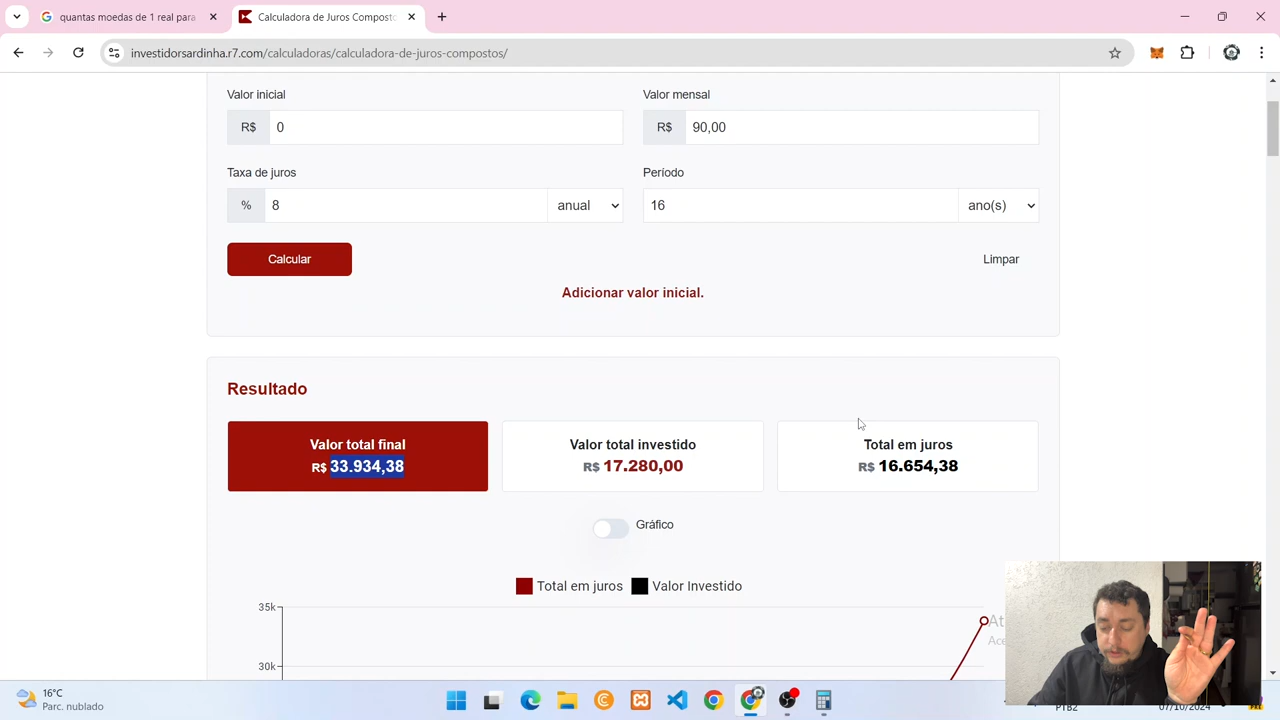 quantas moedas de 1 real para
Calculadora de Juros Composto
investidorsardinha.r7.com/calculadoras/calculadora-de-juros-compostos/
Valor inicial
Valor mensal
R$ 0
R$ 90,00
Taxa de juros
Período
% 8 anual
16 ano(s)
Calcular
Limpar
Adicionar valor inicial.
Resultado
Valor total final
R$ 33.934,38
Valor total investido
R$ 17.280,00
Total em juros
R$ 16.654,38
Gráfico
Total em juros Valor Investido
35k
30k
16°C
Parc. nublado
PTB2
07/10/2024